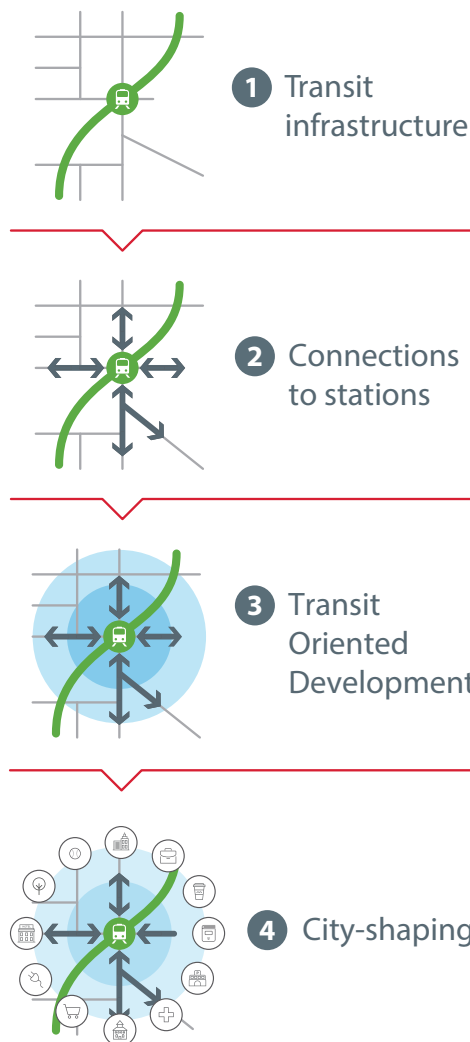 1 Transit
infrastructure
2 Connections
to stations
3 Transit
Oriented
Development
4 City-shaping